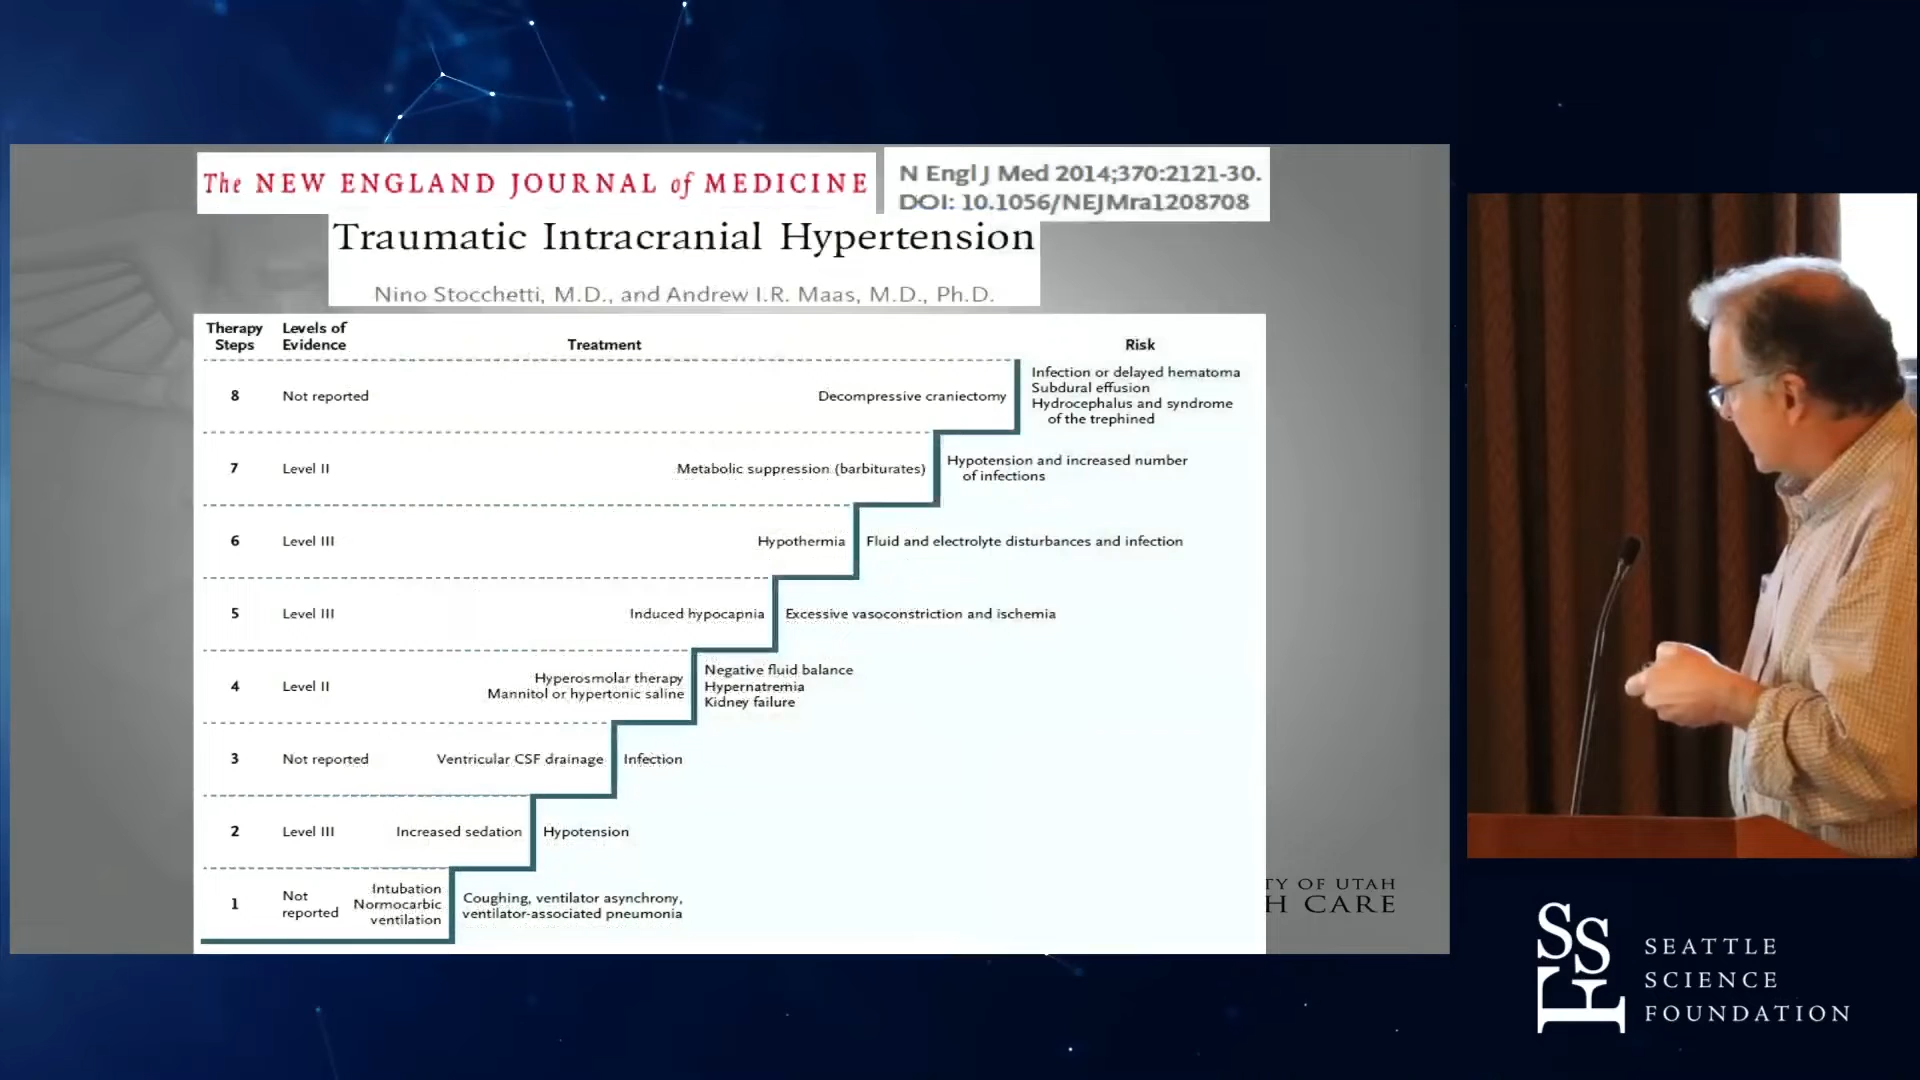 The NEW ENGLAND JOURNAL of MEDICINE
N Engl J Med 2014;370:2121-30.
DOI: 10.1056/NEJMra1208708
Traumatic Intracranial Hypertension
Nino Stocchetti, M.D., and Andrew I.R. Maas, M.D., Ph.D.
Therapy Steps
Levels of Evidence
Treatment
Risk
8
Not reported
Decompressive craniectomy
Infection or delayed hematoma
Subdural effusion
Hydrocephalus and syndrome
of the trephined
7
Level II
Metabolic suppression (barbiturates)
Hypotension and increased number
of infections
6
Level III
Hypothermia
Fluid and electrolyte disturbances and infection
5
Level III
Induced hypocapnia
Excessive vasoconstriction and ischemia
4
Level II
Hyperosmolar therapy
Mannitol or hypertonic saline
Negative fluid balance
Hypernatremia
Kidney failure
3
Not reported
Ventricular CSF drainage
Infection
2
Level III
Increased sedation
Hypotension
1
Not
reported
Intubation
Normocarbic
ventilation
Coughing, ventilator asynchrony,
ventilator-associated pneumonia
TY OF UTAH
H CARE
SSF
SEATTLE
SCIENCE
FOUNDATION